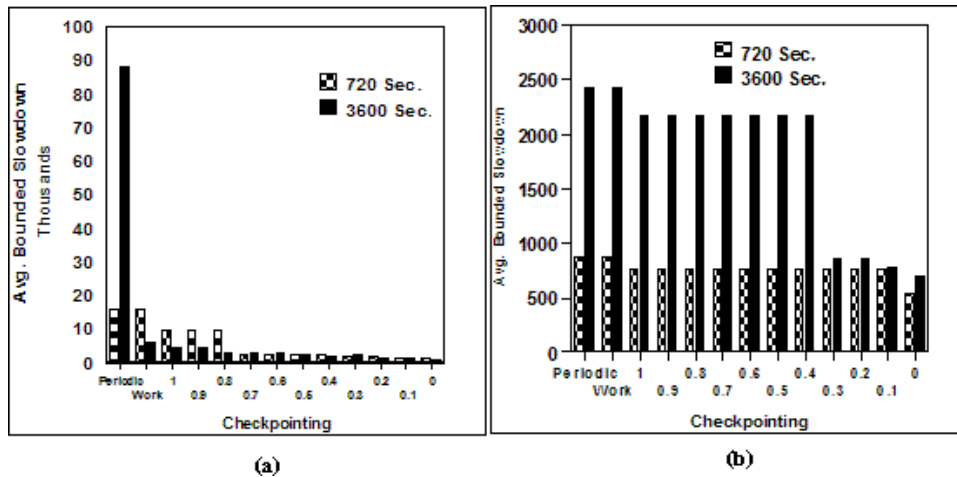 100
90
80
70
60
50
40
30
20
10
0
Avg. Bounded Slowdown
Thousands
720 Sec.
3600 Sec.
Periodic 1 0.8 0.6 0.4 0.2 0
Work 0.9 0.7 0.5 0.3 0.1
Checkpointing
(a)
3000
2500
2000
1500
1000
500
0
Avg. Bounded Slowdown
720 Sec.
3600 Sec.
Periodic 1 0.8 0.6 0.4 0.2 0
Work 0.9 0.7 0.5 0.3 0.1
Checkpointing
(b)